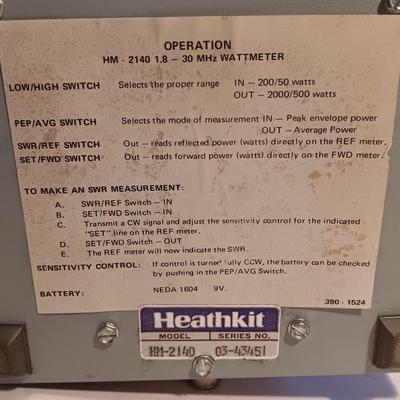 OPERATION
HM - 2140 1.8 – 30 MHz WATTMETER
LOW/HIGH SWITCH Selects the proper range IN – 200/50 watts
OUT – 2000/500 watts
PEP/AVG SWITCH Selects the mode of measurement IN – Peak envelope power
OUT – Average Power
SWR/REF SWITCH Out – reads reflected power (watts) directly on the REF meter.
SET/FWD SWITCH Out – reads forward power (watts) directly on the FWD meter.
TO MAKE AN SWR MEASUREMENT:
A. SWR/REF Switch – IN
B. SET/FWD Switch – IN
C. Transmit a CW signal and adjust the sensitivity control for the indicated
"SET" line on the REF meter.
D. SET/FWD Switch – OUT
E. The REF meter will now indicate the SWR.
SENSITIVITY CONTROL: If control is turned fully CCW, the battery can be checked
by pushing in the PEP/AVG Switch.
BATTERY: NEDA 1604 9V.
390 - 1524
Heathkit
MODEL SERIES NO.
HM-2140 03-43451